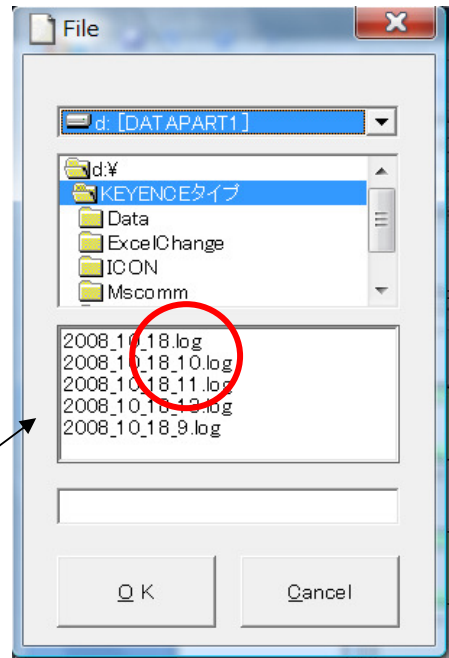 File
d: [DATAPART1]
d:¥
KEYENCEタイプ
Data
ExcelChange
ICON
Mscomm
2008_10_18.log
2008_10_18_10.log
2008_10_18_11.log
2008_10_18_13.log
2008_10_18_9.log
OK
Cancel